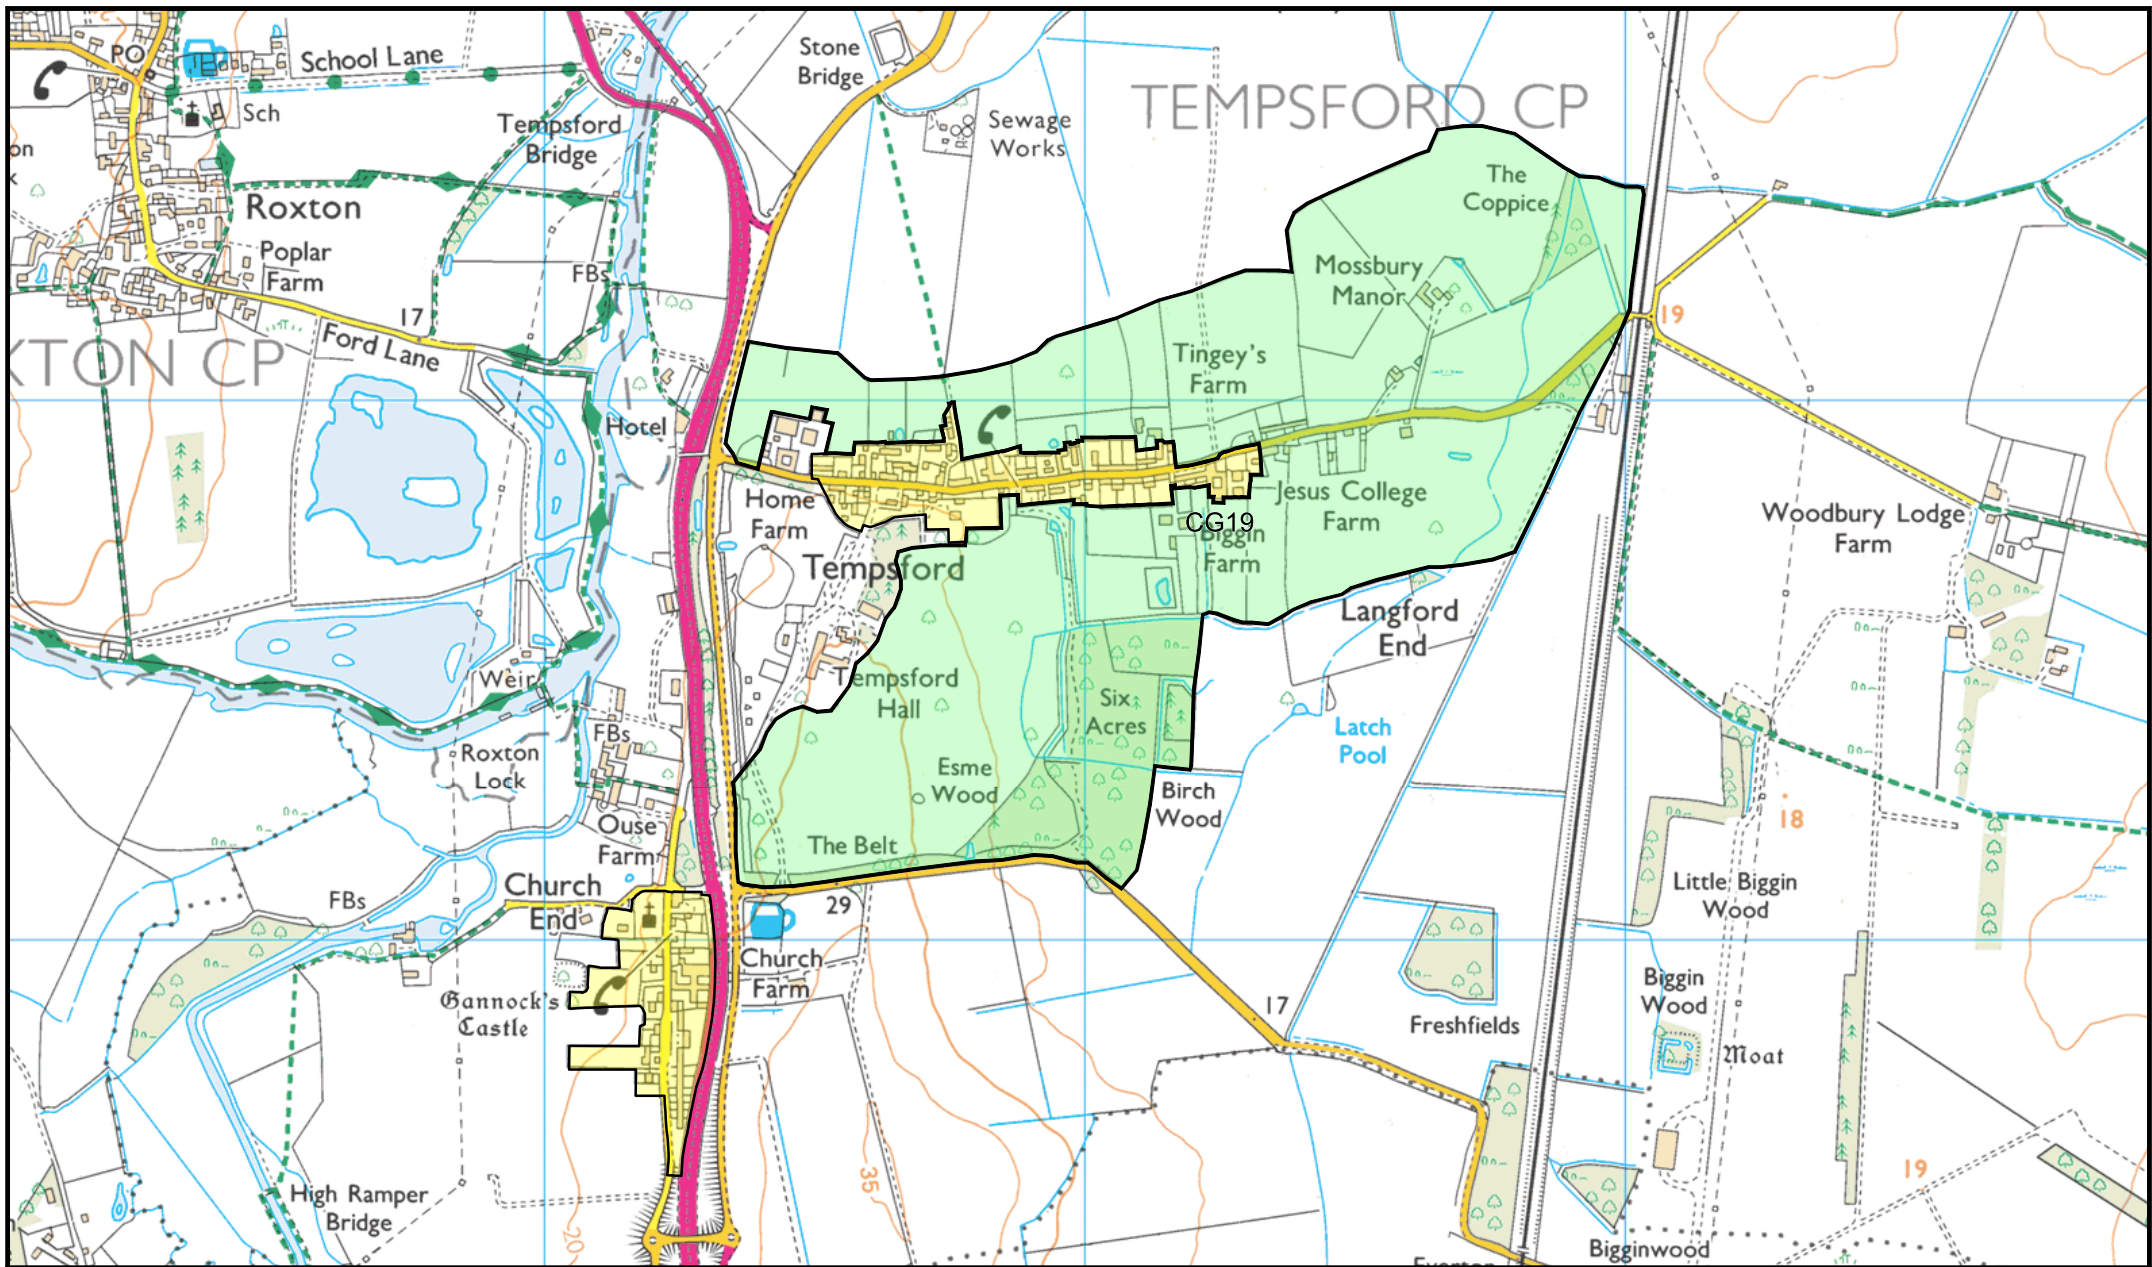 PO
School Lane
Sch
on
Tempsford
Bridge
Stone
Bridge
Sewage
Works
TEMPSFORD CP
The
Coppice
Roxton
Poplar
Farm
FBs
17
Ford Lane
XTON CP
Hotel
Mossbury
Manor
19
Tingey's
Farm
Home
Farm
Jesus College
Farm
CG19
Biggin
Farm
Woodbury Lodge
Farm
Tempsford
Langford
End
Weir
Tempsford
Hall
Six
Acres
Latch
Pool
FBs
Roxton
Lock
Esme
Wood
Birch
Wood
18
Ouse
Farm
The Belt
Church
End
29
FBs
Little Biggin
Wood
Church
Farm
Gannock's
Castle
Biggin
Wood
17
Freshfields
Moat
35
High Ramper
Bridge
20
19
Bigginwood
Everton